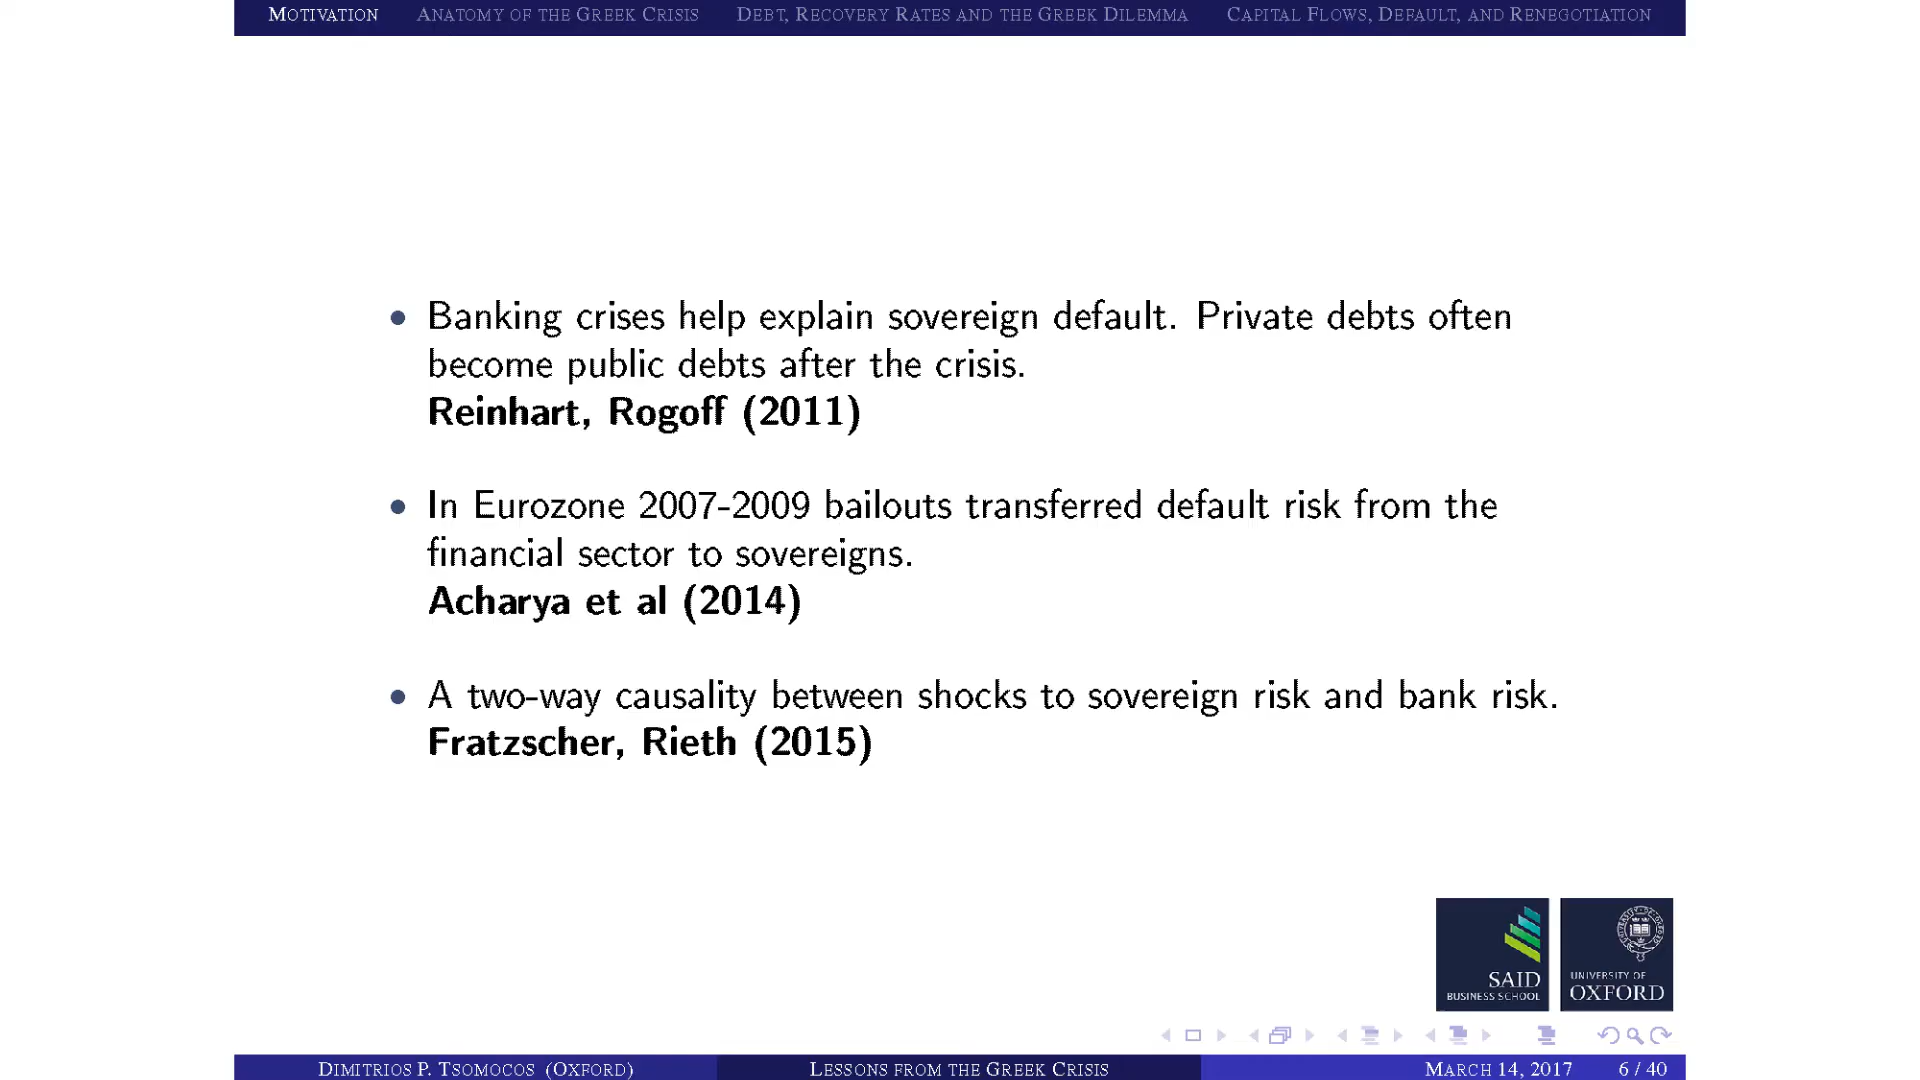 MOTIVATION ANATOMY OF THE GREEK CRISIS DEBT, RECOVERY RATES AND THE GREEK DILEMMA CAPITAL FLOWS, DEFAULT, AND RENEGOTIATION
• Banking crises help explain sovereign default. Private debts often
become public debts after the crisis.
Reinhart, Rogoff (2011)
• In Eurozone 2007-2009 bailouts transferred default risk from the
financial sector to sovereigns.
Acharya et al (2014)
• A two-way causality between shocks to sovereign risk and bank risk.
Fratzscher, Rieth (2015)
SAID
BUSINESS SCHOOL
UNIVERSITY OF
OXFORD
DIMITRIOS P. TSOMOCOS (OXFORD) LESSONS FROM THE GREEK CRISIS MARCH 14, 2017 6 / 40